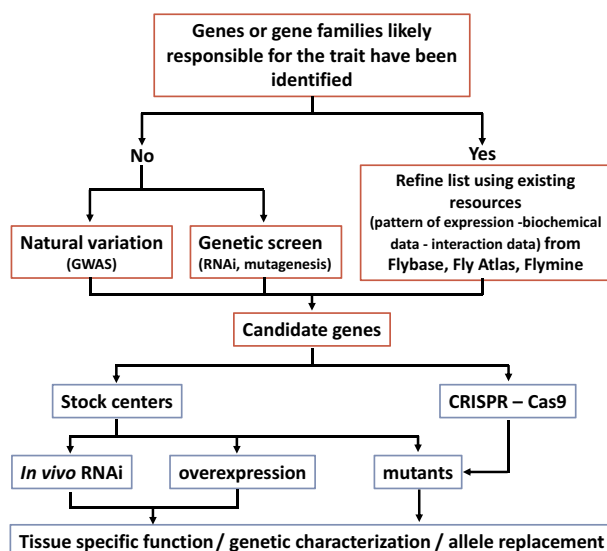 Genes or gene families likely
responsible for the trait have been
identified
No
Yes
Refine list using existing
resources
(pattern of expression -biochemical
data - interaction data) from
Flybase, Fly Atlas, Flymine
Natural variation
(GWAS)
Genetic screen
(RNAi, mutagenesis)
Candidate genes
Stock centers
CRISPR – Cas9
In vivo RNAi
overexpression
mutants
Tissue specific function / genetic characterization / allele replacement